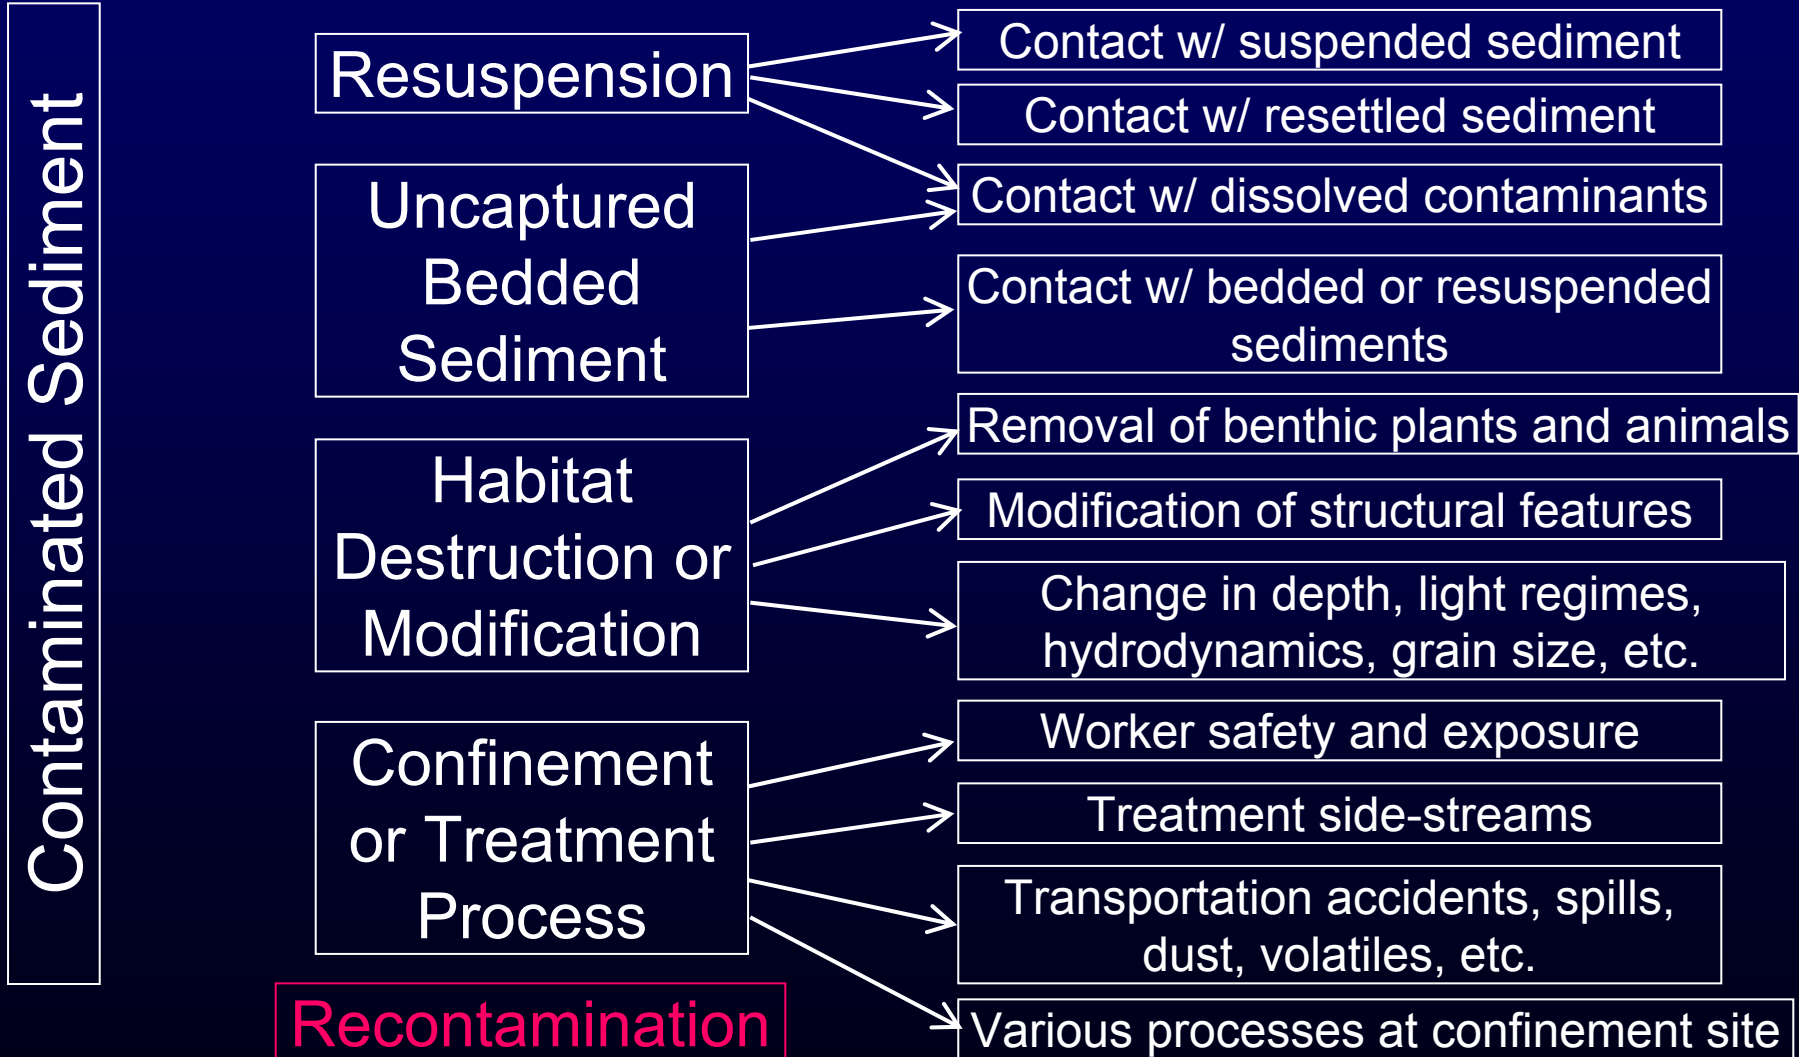 Contaminated Sediment
Resuspension
Uncaptured
Bedded
Sediment
Habitat
Destruction or
Modification
Confinement
or Treatment
Process
Recontamination
Contact w/ suspended sediment
Contact w/ resettled sediment
Contact w/ dissolved contaminants
Contact w/ bedded or resuspended
sediments
Removal of benthic plants and animals
Modification of structural features
Change in depth, light regimes,
hydrodynamics, grain size, etc.
Worker safety and exposure
Treatment side-streams
Transportation accidents, spills,
dust, volatiles, etc.
Various processes at confinement site